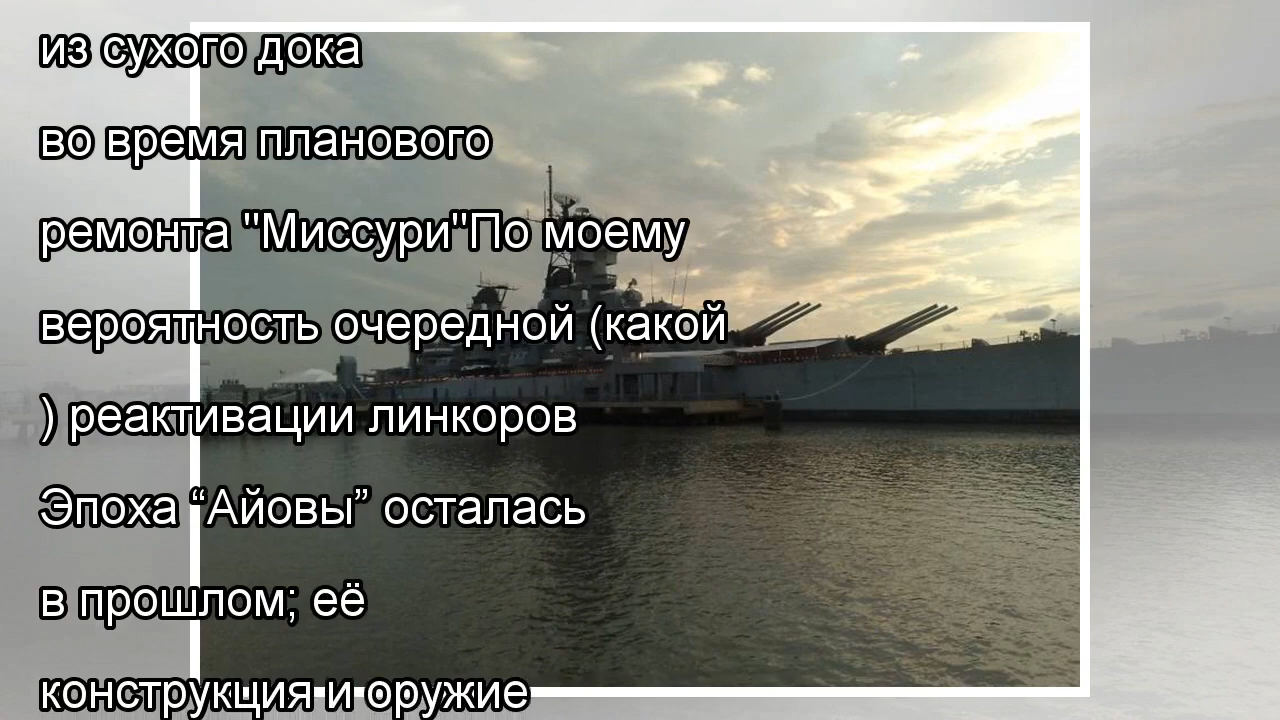 из сухого дока
во время планового
ремонта "Миссури"По моему
вероятность очередной (какой
) реактивации линкоров
Эпоха “Айовы” осталась
в прошлом; её
конструкция и оружие